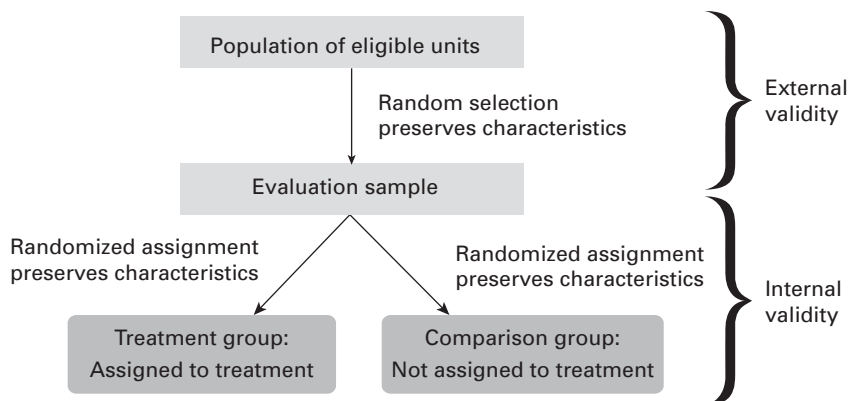 Population of eligible units
Random selection
preserves characteristics
External
validity
Evaluation sample
Randomized assignment
preserves characteristics
Randomized assignment
preserves characteristics
Internal
validity
Treatment group:
Assigned to treatment
Comparison group:
Not assigned to treatment